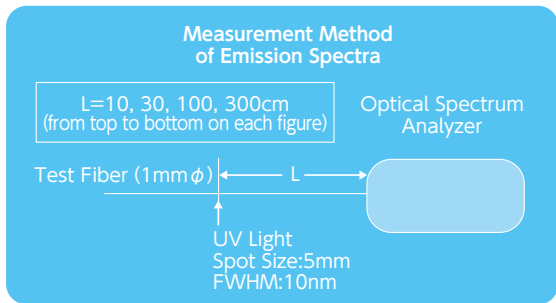 Measurement Method
of Emission Spectra
L=10, 30, 100, 300cm
(from top to bottom on each figure)
Optical Spectrum
Analyzer
Test Fiber (1mmφ)
L
UV Light
Spot Size:5mm
FWHM:10nm